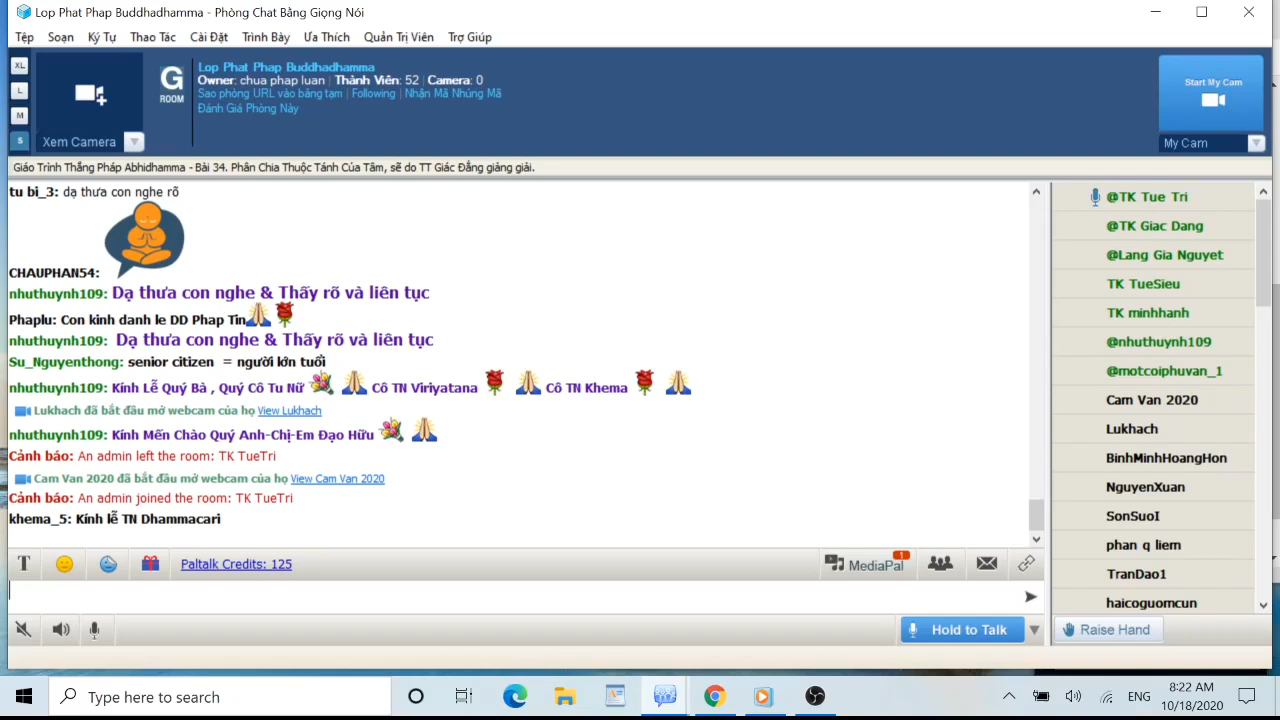 Lop Phat Phap Buddhadhamma - Phòng Chat Bằng Giọng Nói
Tệp Soạn Ký Tự Thao Tác Cài Đặt Trình Bày Ưa Thích Quản Trị Viên Trợ Giúp
XL
L
M
S
Xem Camera
G
ROOM
Lop Phat Phap Buddhadhamma
Owner: chua phap luan | Thành Viên: 52 | Camera: 0
Sao phòng URL vào bảng tạm | Following | Nhận Mã Nhúng Mã
Đánh Giá Phòng Này
Start My Cam
My Cam
Giáo Trình Thắng Pháp Abhidhamma - Bài 34. Phân Chia Thuộc Tánh Của Tâm, sẽ do TT Giác Đẳng giảng giải.
tu bi_3: dạ thưa con nghe rõ
CHAUPHAN54:
nhuthuynh109: Dạ thưa con nghe & Thấy rõ và liên tục
Phaplu: Con kinh danh le DD Phap Tin
nhuthuynh109: Dạ thưa con nghe & Thấy rõ và liên tục
Su_Nguyenthong: senior citizen = người lớn tuổi
nhuthuynh109: Kính Lễ Quý Bà , Quý Cô Tu Nữ Cô TN Viriyatana Cô TN Khema
Lukhach đã bắt đầu mở webcam của họ View Lukhach
nhuthuynh109: Kính Mến Chào Quý Anh-Chị-Em Đạo Hữu
Cảnh báo: An admin left the room: TK TueTri
Cam Van 2020 đã bắt đầu mở webcam của họ View Cam Van 2020
Cảnh báo: An admin joined the room: TK TueTri
khema_5: Kính lễ TN Dhammacari
@TK Tue Tri
@TK Giac Dang
@Lang Gia Nguyet
TK TueSieu
TK minhhanh
@nhuthuynh109
@motcoiphuvan_1
Cam Van 2020
Lukhach
BinhMinhHoangHon
NguyenXuan
SonSuoI
phan q liem
TranDao1
haicoguomcun
T Paltalk Credits: 125 MediaPal 1
Hold to Talk
Raise Hand
Type here to search
ENG
8:22 AM
10/18/2020